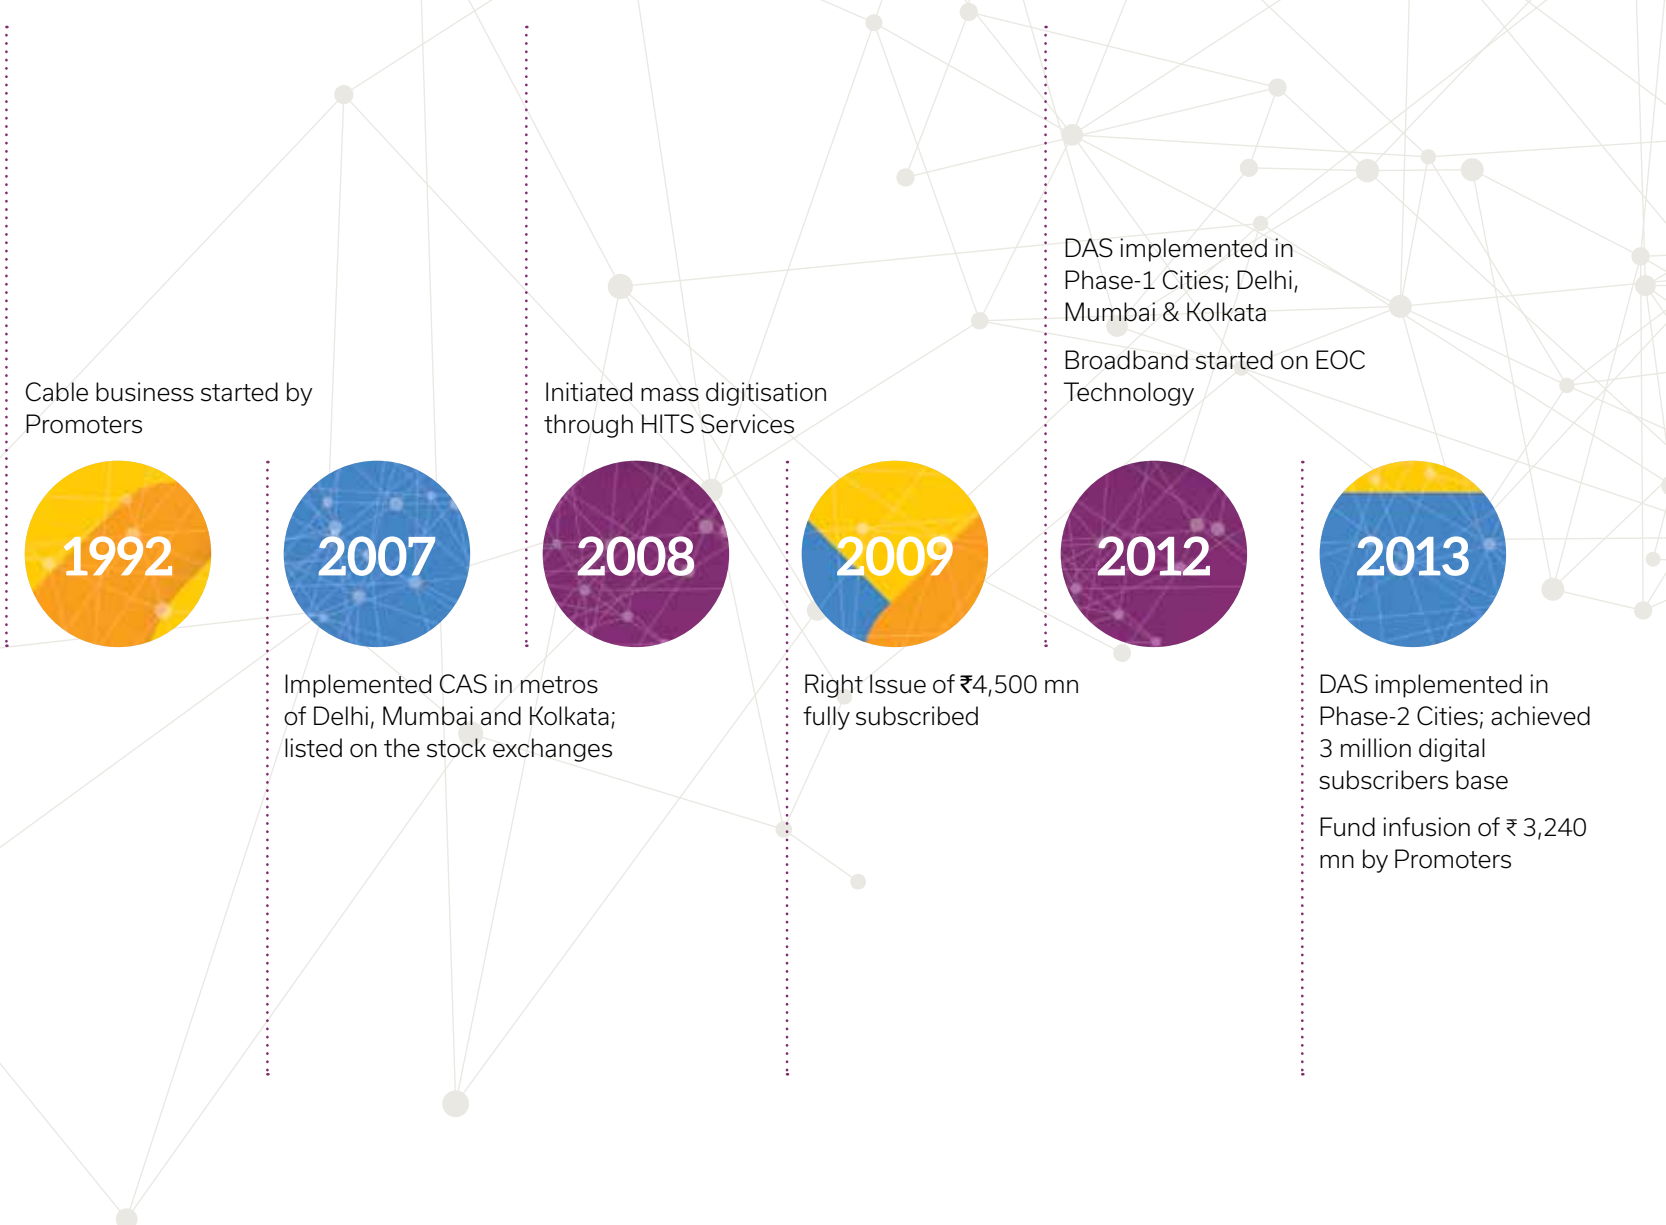 Cable business started by
Promoters
1992
2007
Implemented CAS in metros
of Delhi, Mumbai and Kolkata;
listed on the stock exchanges
Initiated mass digitisation
through HITS Services
2008
2009
Right Issue of ₹4,500 mn
fully subscribed
DAS implemented in
Phase-1 Cities; Delhi,
Mumbai & Kolkata
Broadband started on EOC
Technology
2012
2013
DAS implemented in
Phase-2 Cities; achieved
3 million digital
subscribers base
Fund infusion of ₹ 3,240
mn by Promoters